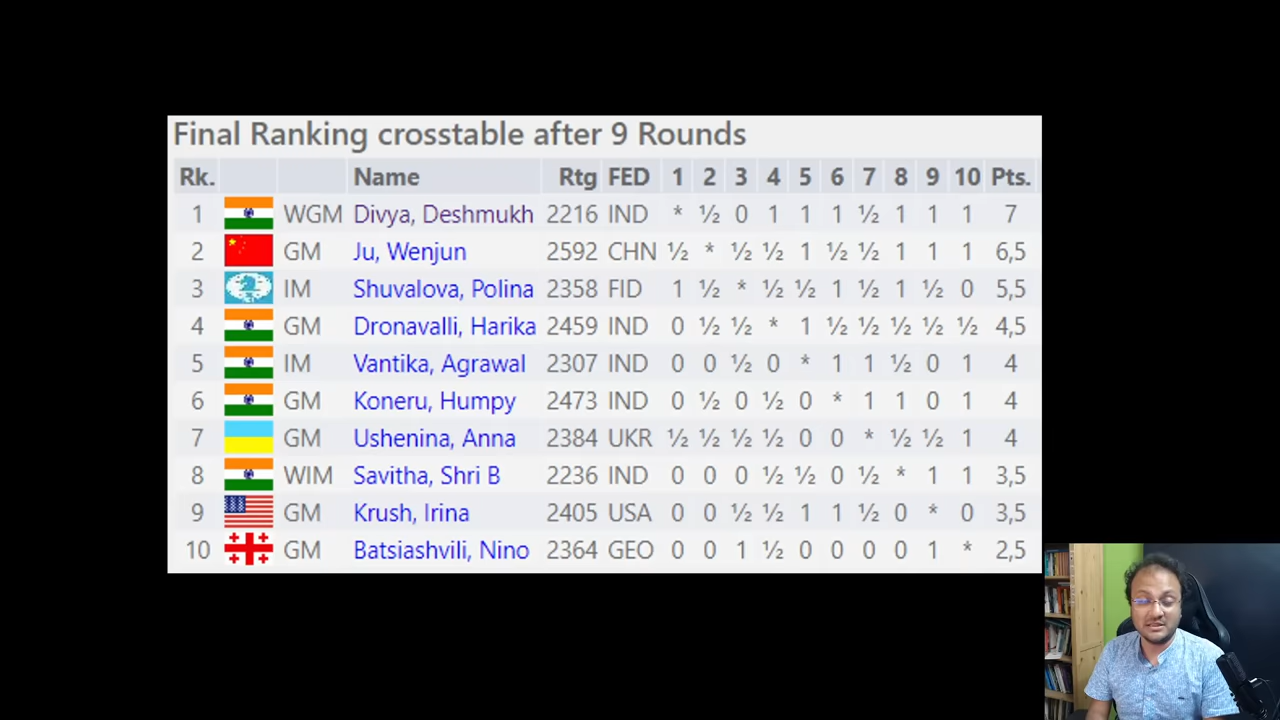 Final Ranking crosstable after 9 Rounds
Rk. Name Rtg FED 1 2 3 4 5 6 7 8 9 10 Pts.
1 WGM Divya, Deshmukh 2216 IND * ½ 0 1 1 1 ½ 1 1 1 7
2 GM Ju, Wenjun 2592 CHN ½ * ½ ½ 1 ½ ½ 1 1 1 6,5
3 IM Shuvalova, Polina 2358 FID 1 ½ * ½ ½ 1 ½ 1 ½ 0 5,5
4 GM Dronavalli, Harika 2459 IND 0 ½ ½ * 1 ½ ½ ½ ½ ½ 4,5
5 IM Vantika, Agrawal 2307 IND 0 0 ½ 0 * 1 1 ½ 0 1 4
6 GM Koneru, Humpy 2473 IND 0 ½ 0 ½ 0 * 1 1 0 1 4
7 GM Ushenina, Anna 2384 UKR ½ ½ ½ ½ 0 0 * ½ ½ 1 4
8 WIM Savitha, Shri B 2236 IND 0 0 0 ½ ½ 0 ½ * 1 1 3,5
9 GM Krush, Irina 2405 USA 0 0 ½ ½ 1 1 ½ 0 * 0 3,5
10 GM Batsiashvili, Nino 2364 GEO 0 0 1 ½ 0 0 0 0 1 * 2,5